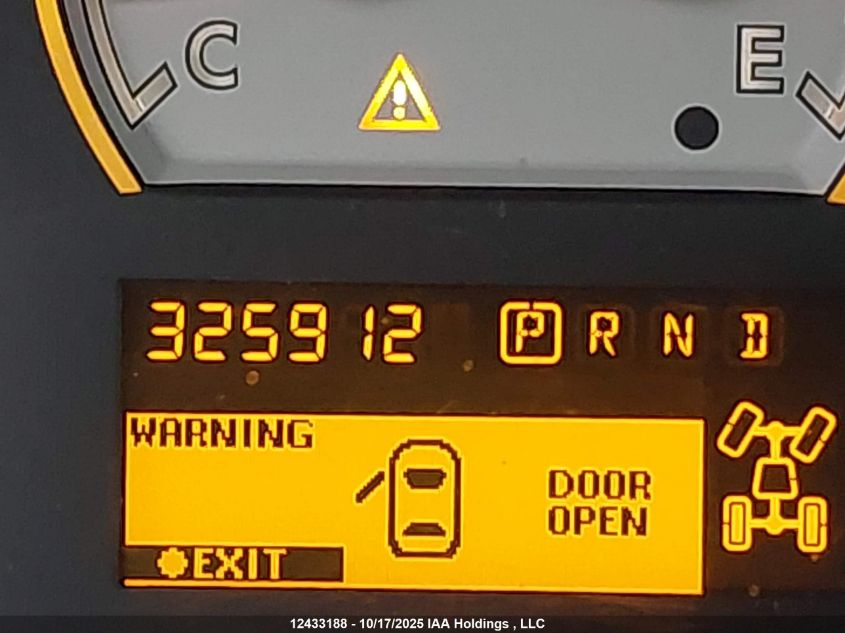 C E
325912 P R N D
WARNING
DOOR
OPEN
EXIT
12433188 - 10/17/2025 IAA Holdings , LLC